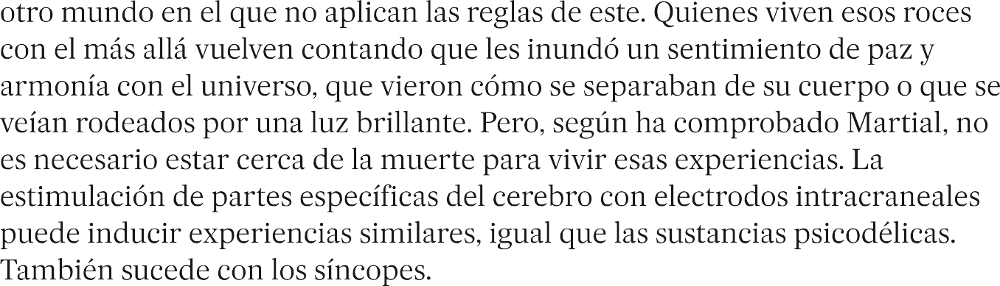 otro mundo en el que no aplican las reglas de este. Quienes viven esos roces
con el más allá vuelven contando que les inundó un sentimiento de paz y
armonía con el universo, que vieron cómo se separaban de su cuerpo o que se
veían rodeados por una luz brillante. Pero, según ha comprobado Martial, no
es necesario estar cerca de la muerte para vivir esas experiencias. La
estimulación de partes específicas del cerebro con electrodos intracraneales
puede inducir experiencias similares, igual que las sustancias psicodélicas.
También sucede con los síncopes.